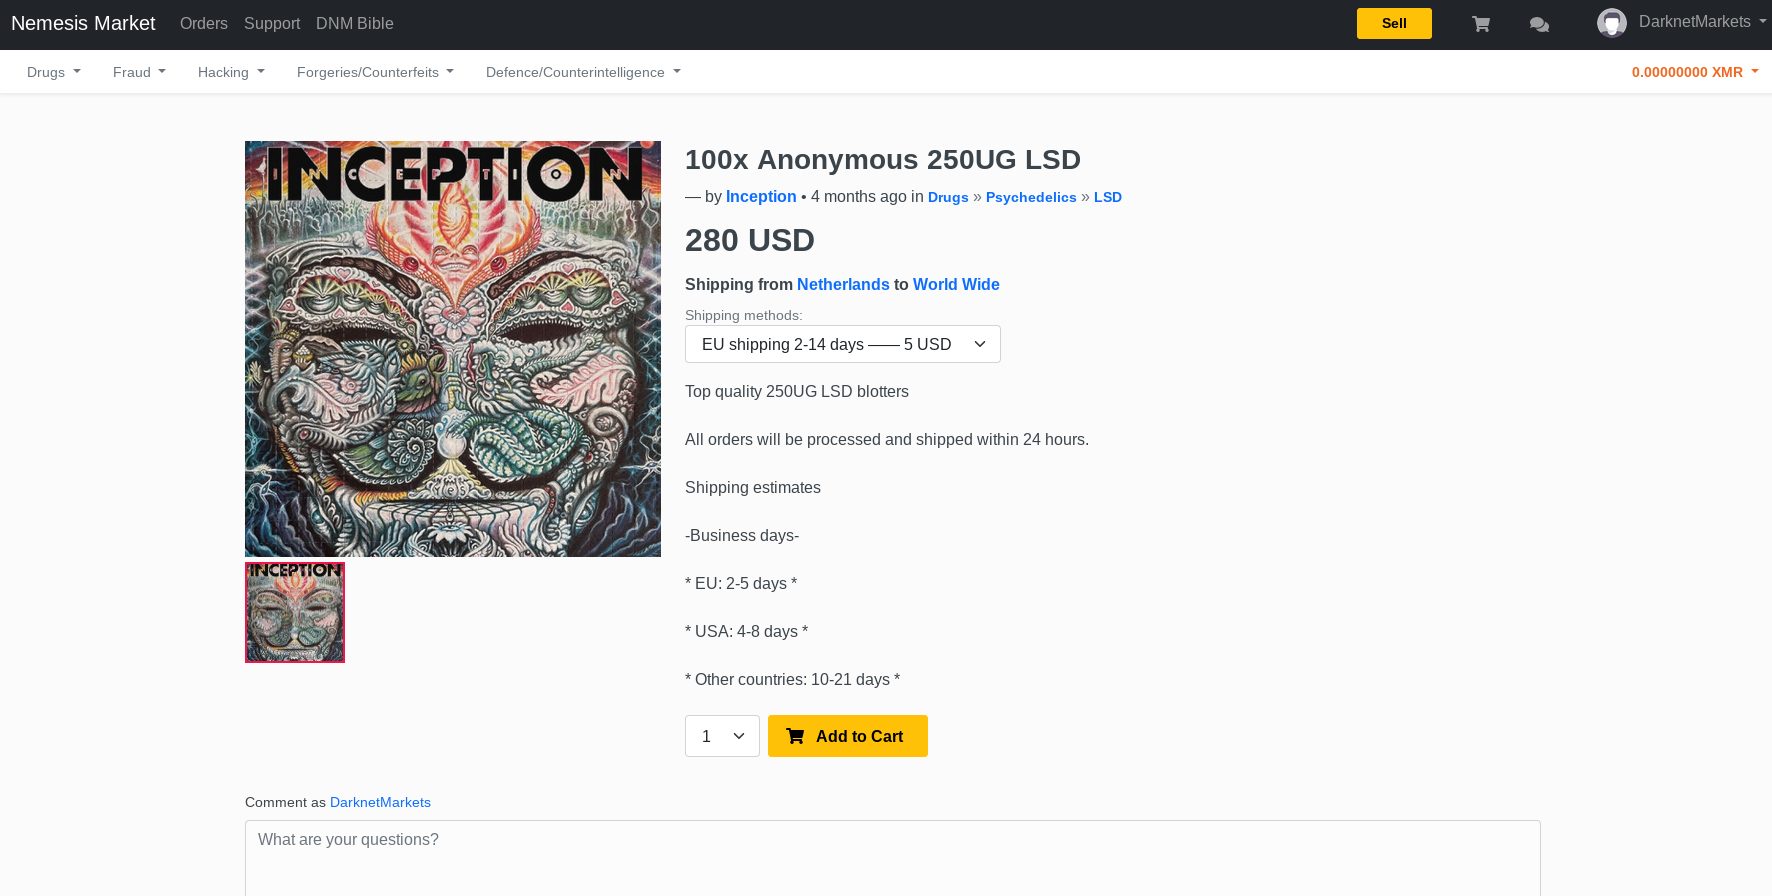 Nemesis Market Orders Support DNM Bible Sell DarknetMarkets
Drugs Fraud Hacking Forgeries/Counterfeits Defence/Counterintelligence 0.00000000 XMR
INCEPTION
INCEPTION
INCEPTION
100x Anonymous 250UG LSD
— by Inception • 4 months ago in Drugs » Psychedelics » LSD
280 USD
Shipping from Netherlands to World Wide
Shipping methods:
EU shipping 2-14 days —— 5 USD
Top quality 250UG LSD blotters
All orders will be processed and shipped within 24 hours.
Shipping estimates
-Business days-
* EU: 2-5 days *
* USA: 4-8 days *
* Other countries: 10-21 days *
1 Add to Cart
Comment as DarknetMarkets
What are your questions?